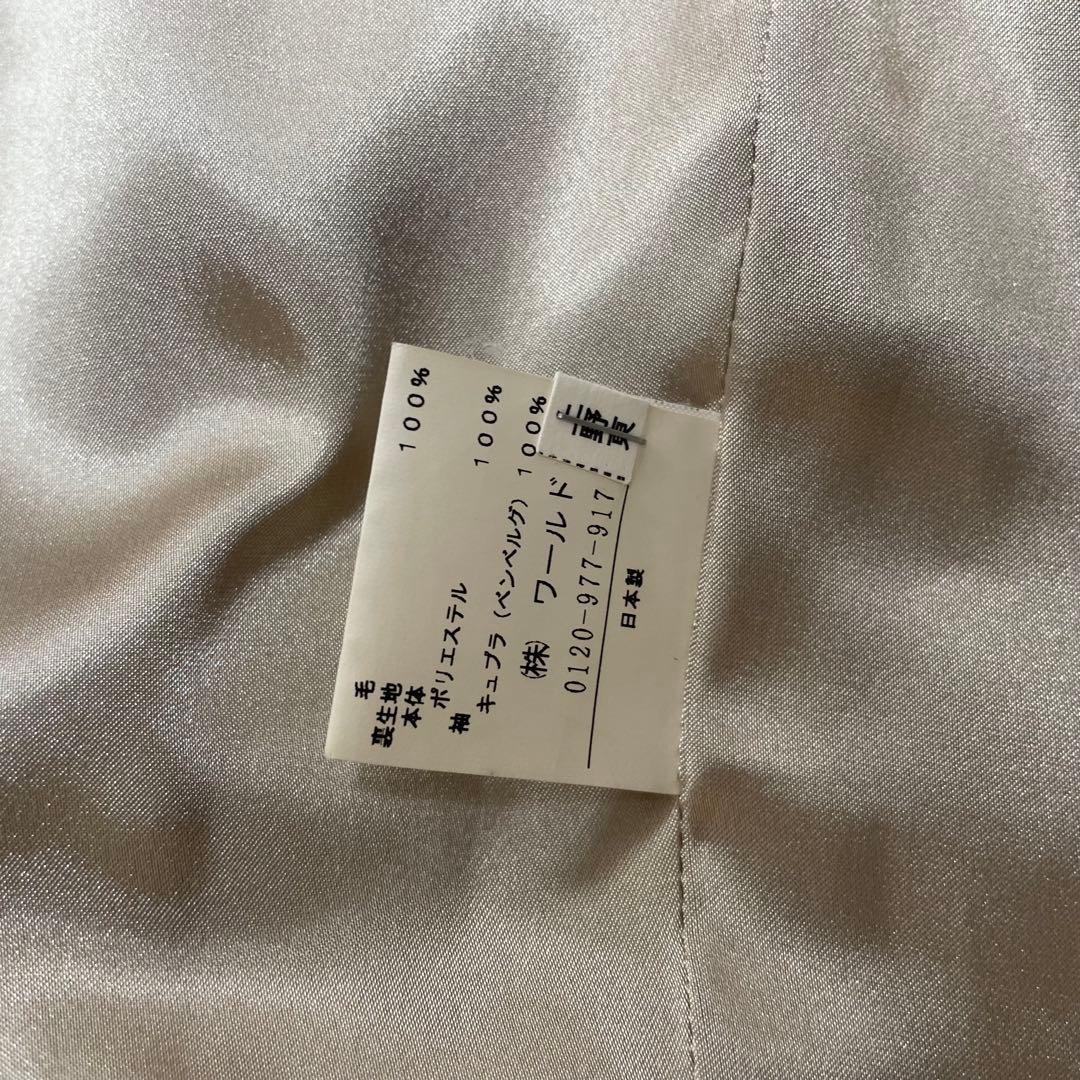 毛 100%
裏生地
本体
ポリエステル 100%
袖
キュプラ(ベンベルグ) 100%
(株) ワールド
0120-977-917
日本製